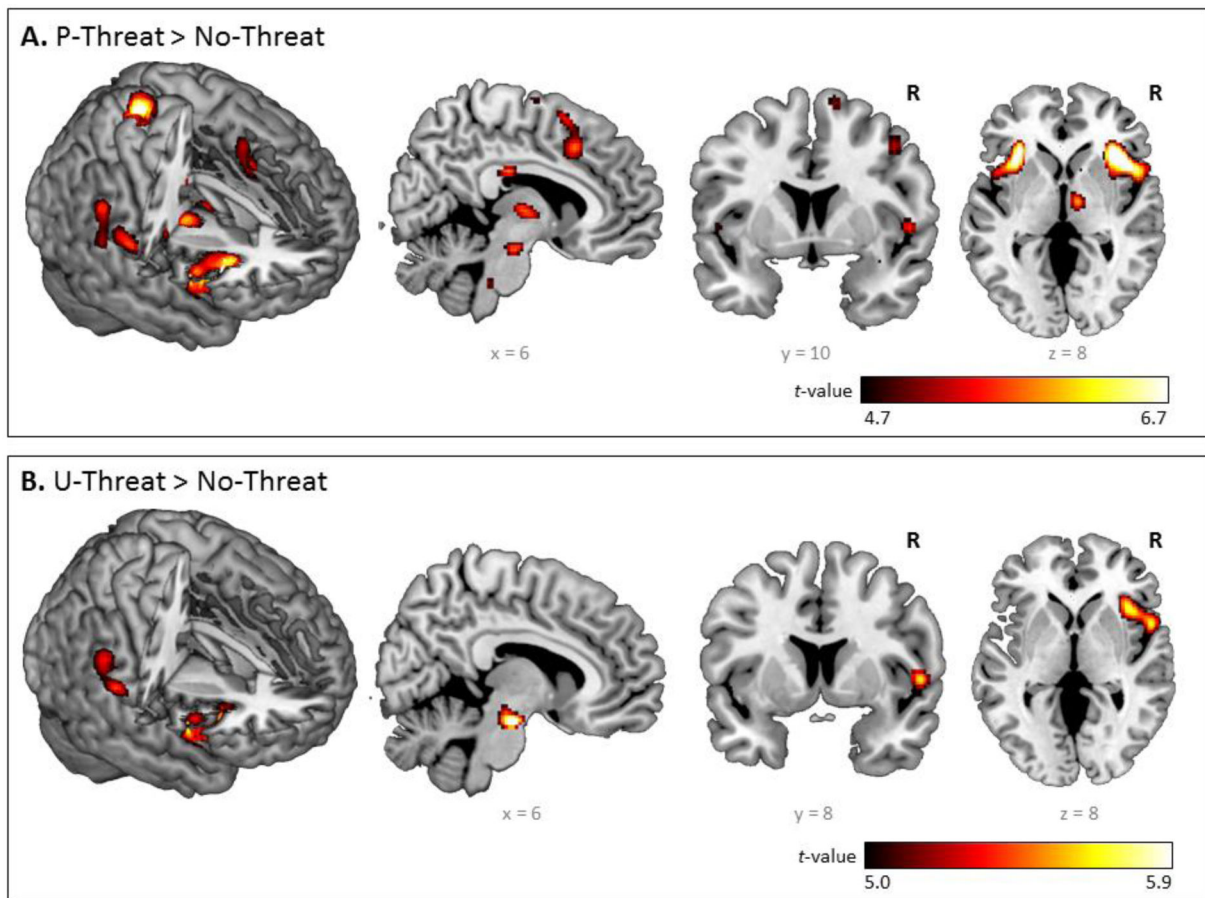 A. P-Threat > No-Threat
R
R
x = 6
y = 10
z = 8
t-value
4.7
6.7
B. U-Threat > No-Threat
R
R
x = 6
y = 8
z = 8
t-value
5.0
5.9